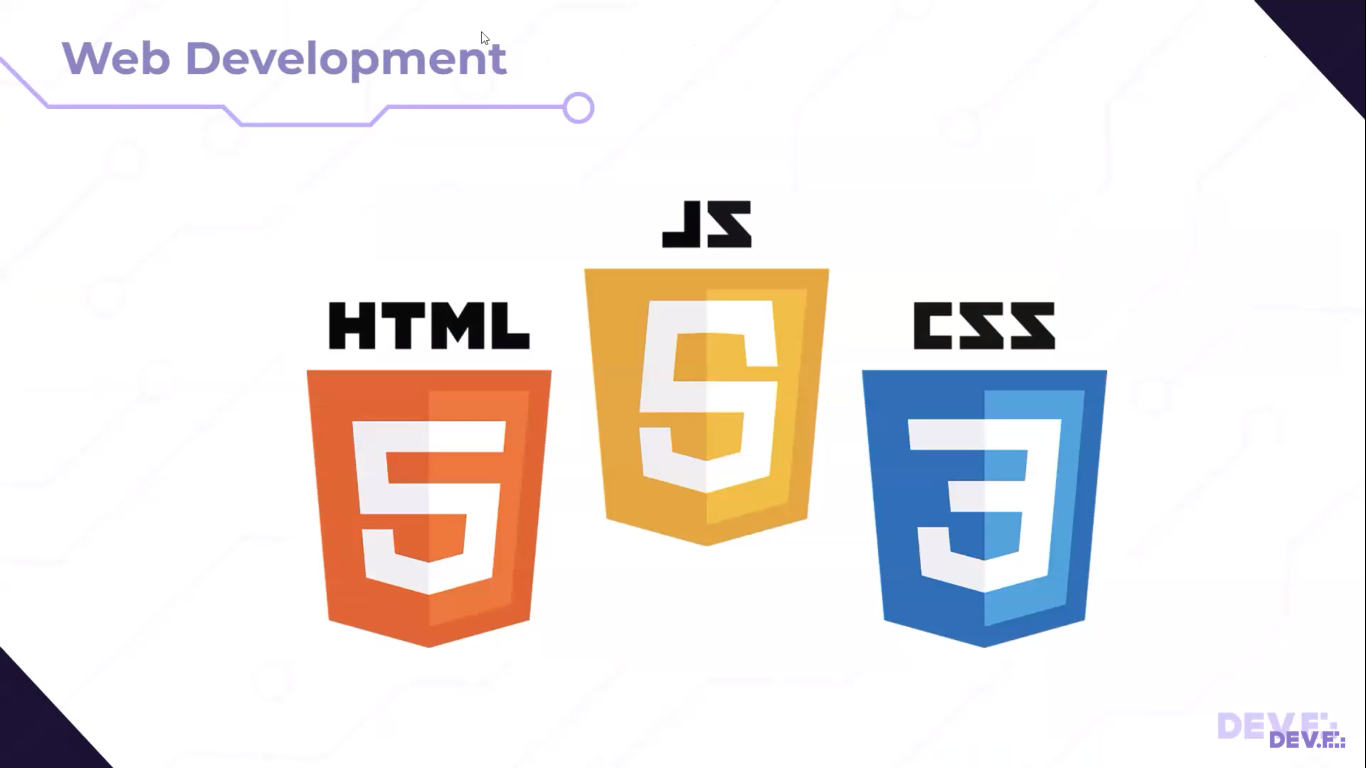 Web Development
JS
HTML
CSS
5
5
3
DEV.F.:
DEV.F.: